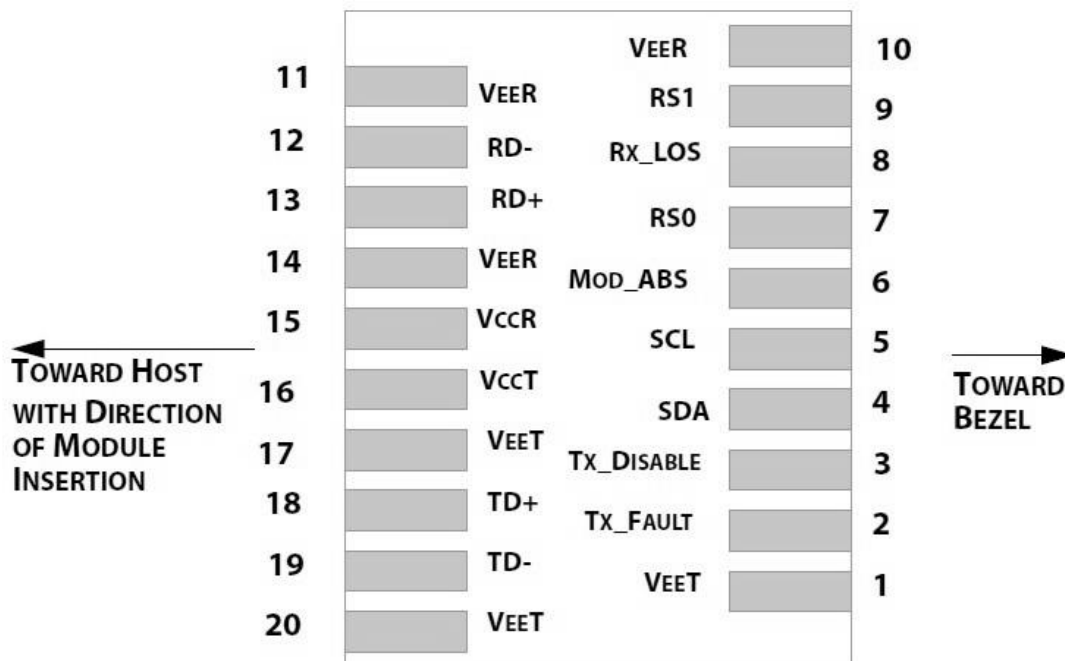 VEER 10
11 VEER
RS1 9
12 RD-
RX_LOS 8
13 RD+
RS0 7
14 VEER
MOD_ABS 6
15 VCCR
SCL 5
TOWARD HOST
WITH DIRECTION
OF MODULE
INSERTION
TOWARD
BEZEL
16 VCCT
SDA 4
17 VEET
TX_DISABLE 3
18 TD+
TX_FAULT 2
19 TD-
VEET 1
20 VEET